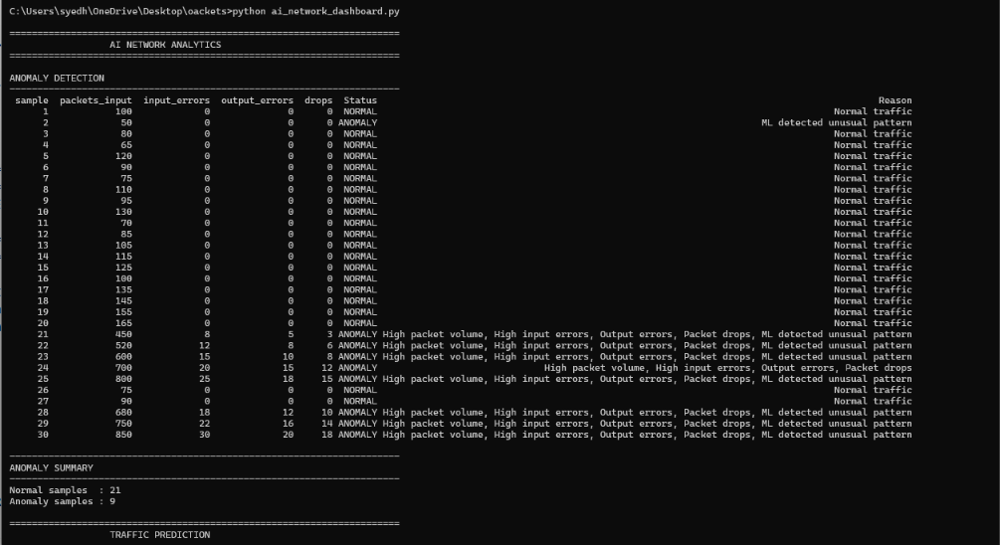 C:\Users\syedh\OneDrive\Desktop\oackets>python ai_network_dashboard.py
======================================================================
AI NETWORK ANALYTICS
======================================================================
ANOMALY DETECTION
----------------------------------------------------------------------
sample packets_input input_errors output_errors drops Status Reason
1 100 0 0 0 NORMAL Normal traffic
2 50 0 0 0 ANOMALY ML detected unusual pattern
3 80 0 0 0 NORMAL Normal traffic
4 65 0 0 0 NORMAL Normal traffic
5 120 0 0 0 NORMAL Normal traffic
6 90 0 0 0 NORMAL Normal traffic
7 75 0 0 0 NORMAL Normal traffic
8 110 0 0 0 NORMAL Normal traffic
9 95 0 0 0 NORMAL Normal traffic
10 130 0 0 0 NORMAL Normal traffic
11 70 0 0 0 NORMAL Normal traffic
12 85 0 0 0 NORMAL Normal traffic
13 105 0 0 0 NORMAL Normal traffic
14 115 0 0 0 NORMAL Normal traffic
15 125 0 0 0 NORMAL Normal traffic
16 100 0 0 0 NORMAL Normal traffic
17 135 0 0 0 NORMAL Normal traffic
18 145 0 0 0 NORMAL Normal traffic
19 155 0 0 0 NORMAL Normal traffic
20 165 0 0 0 NORMAL Normal traffic
21 450 8 5 3 ANOMALY High packet volume, High input errors, Output errors, Packet drops, ML detected unusual pattern
22 520 12 8 6 ANOMALY High packet volume, High input errors, Output errors, Packet drops, ML detected unusual pattern
23 600 15 10 8 ANOMALY High packet volume, High input errors, Output errors, Packet drops, ML detected unusual pattern
24 700 20 15 12 ANOMALY High packet volume, High input errors, Output errors, Packet drops
25 800 25 18 15 ANOMALY High packet volume, High input errors, Output errors, Packet drops, ML detected unusual pattern
26 75 0 0 0 NORMAL Normal traffic
27 90 0 0 0 NORMAL Normal traffic
28 680 18 12 10 ANOMALY High packet volume, High input errors, Output errors, Packet drops, ML detected unusual pattern
29 750 22 16 14 ANOMALY High packet volume, High input errors, Output errors, Packet drops, ML detected unusual pattern
30 850 30 20 18 ANOMALY High packet volume, High input errors, Output errors, Packet drops, ML detected unusual pattern
----------------------------------------------------------------------
ANOMALY SUMMARY
----------------------------------------------------------------------
Normal samples : 21
Anomaly samples : 9
======================================================================
TRAFFIC PREDICTION